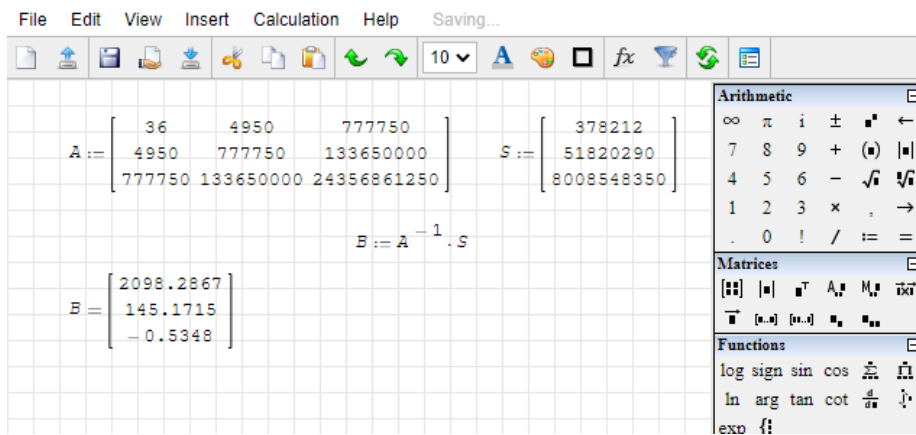 File Edit View Insert Calculation Help Saving...
10 A fx
A := [ 36 4950 777750
4950 777750 133650000
777750 133650000 24356861250 ]
S := [ 378212
51820290
8008548350 ]
B := A^-1 · S
B = [ 2098.2867
145.1715
-0.5348 ]
Arithmetic
∞ π i ± ▪▪ ←
7 8 9 + (▪) |▪|
4 5 6 − √▪ ▪√▪
1 2 3 × , →
. 0 ! / := =
Matrices
|▪| ▪T A M
[▪..▪] [▪..▪]
Functions
log sign sin cos Σ Π
ln arg tan cot d/d▪ ∫
exp {